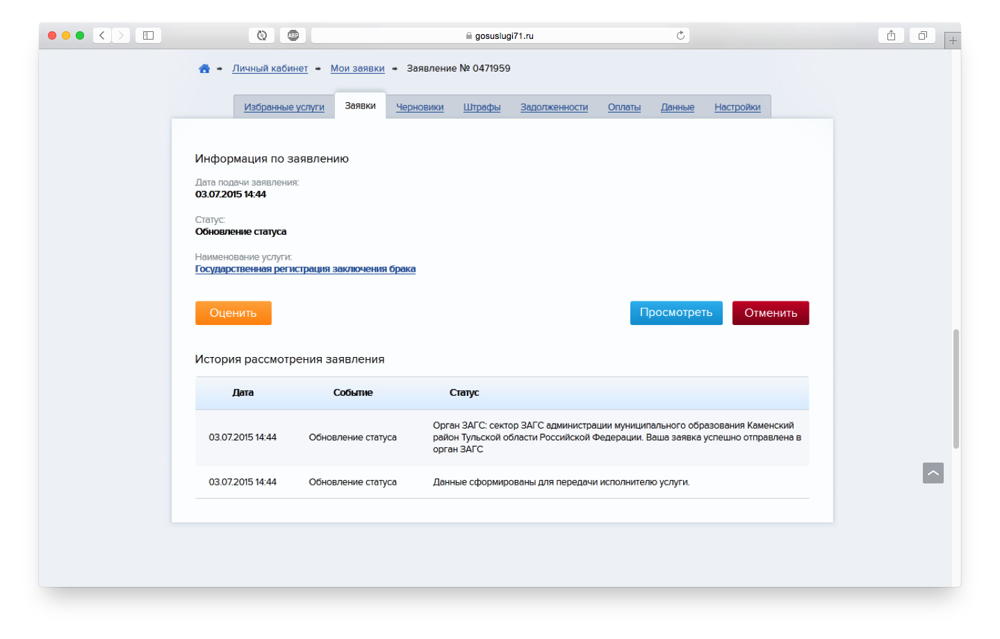 ABP
gosuslugi71.ru
Личный кабинет
Мои заявки
Заявление № 0471959
Избранные услуги
Заявки
Черновики
Штрафы
Задолженности
Оплаты
Данные
Настройки
Информация по заявлению
Дата подачи заявления:
03.07.2015 14:44
Статус:
Обновление статуса
Наименование услуги:
Государственная регистрация заключения брака
Оценить
Просмотреть
Отменить
История рассмотрения заявления
Дата
Событие
Статус
03.07.2015 14:44
Обновление статуса
Орган ЗАГС: сектор ЗАГС администрации муниципального образования Каменский
район Тульской области Российской Федерации. Ваша заявка успешно отправлена в
орган ЗАГС
03.07.2015 14:44
Обновление статуса
Данные сформированы для передачи исполнителю услуги.